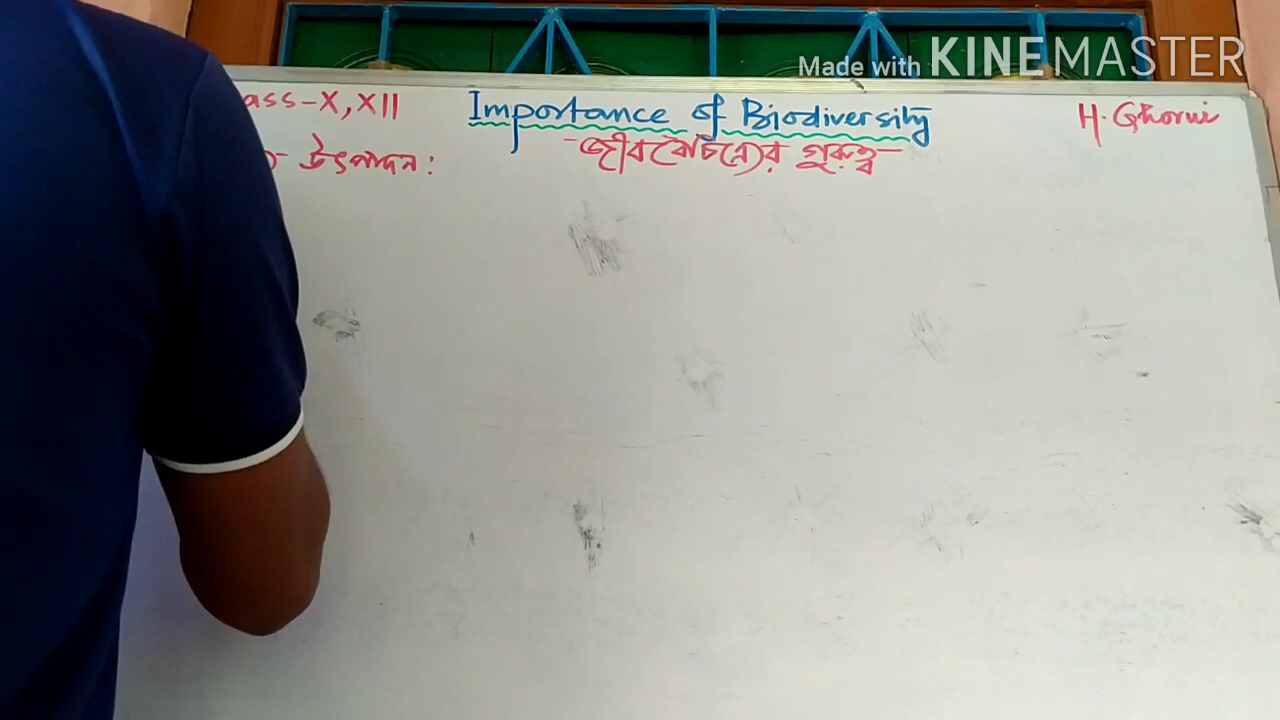 Made with KINEMASTER
ass-X, XII
Importance of Biodiversity
H. Ghorui
জীববৈচিত্র্যের গুরুত্ব
উৎপাদন: